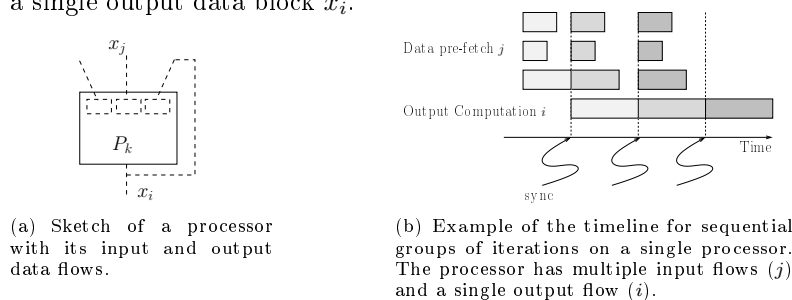 a single output data block x_i.
x_j
P_k
x_i
(a) Sketch of a processor
with its input and output
data flows.
Data pre-fetch j
Output Computation i
Time
sync
(b) Example of the timeline for sequential
groups of iterations on a single processor.
The processor has multiple input flows (j)
and a single output flow (i).